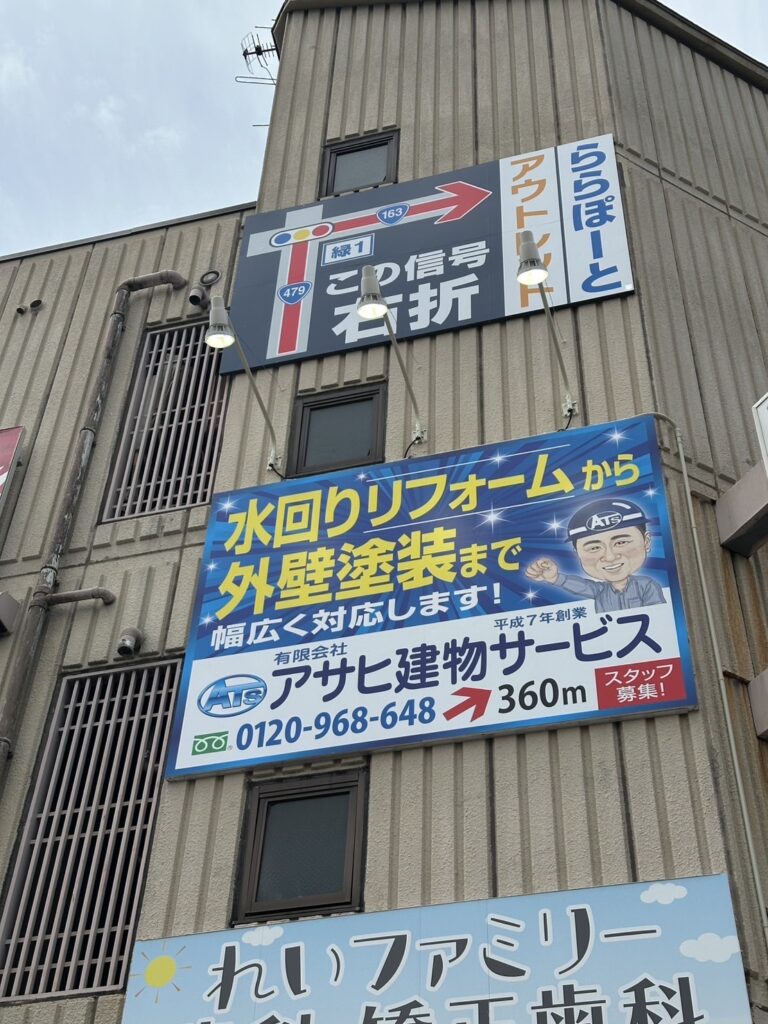 ららぽーと
アウトレット
163
緑1
479
この信号
右折
水回りリフォームから
外壁塗装まで
幅広く対応します!
ATS
有限会社
平成7年創業
アサヒ建物サービス
ATS
0120-968-648
360m
スタッフ
募集!
れいファミリー
矯正歯科